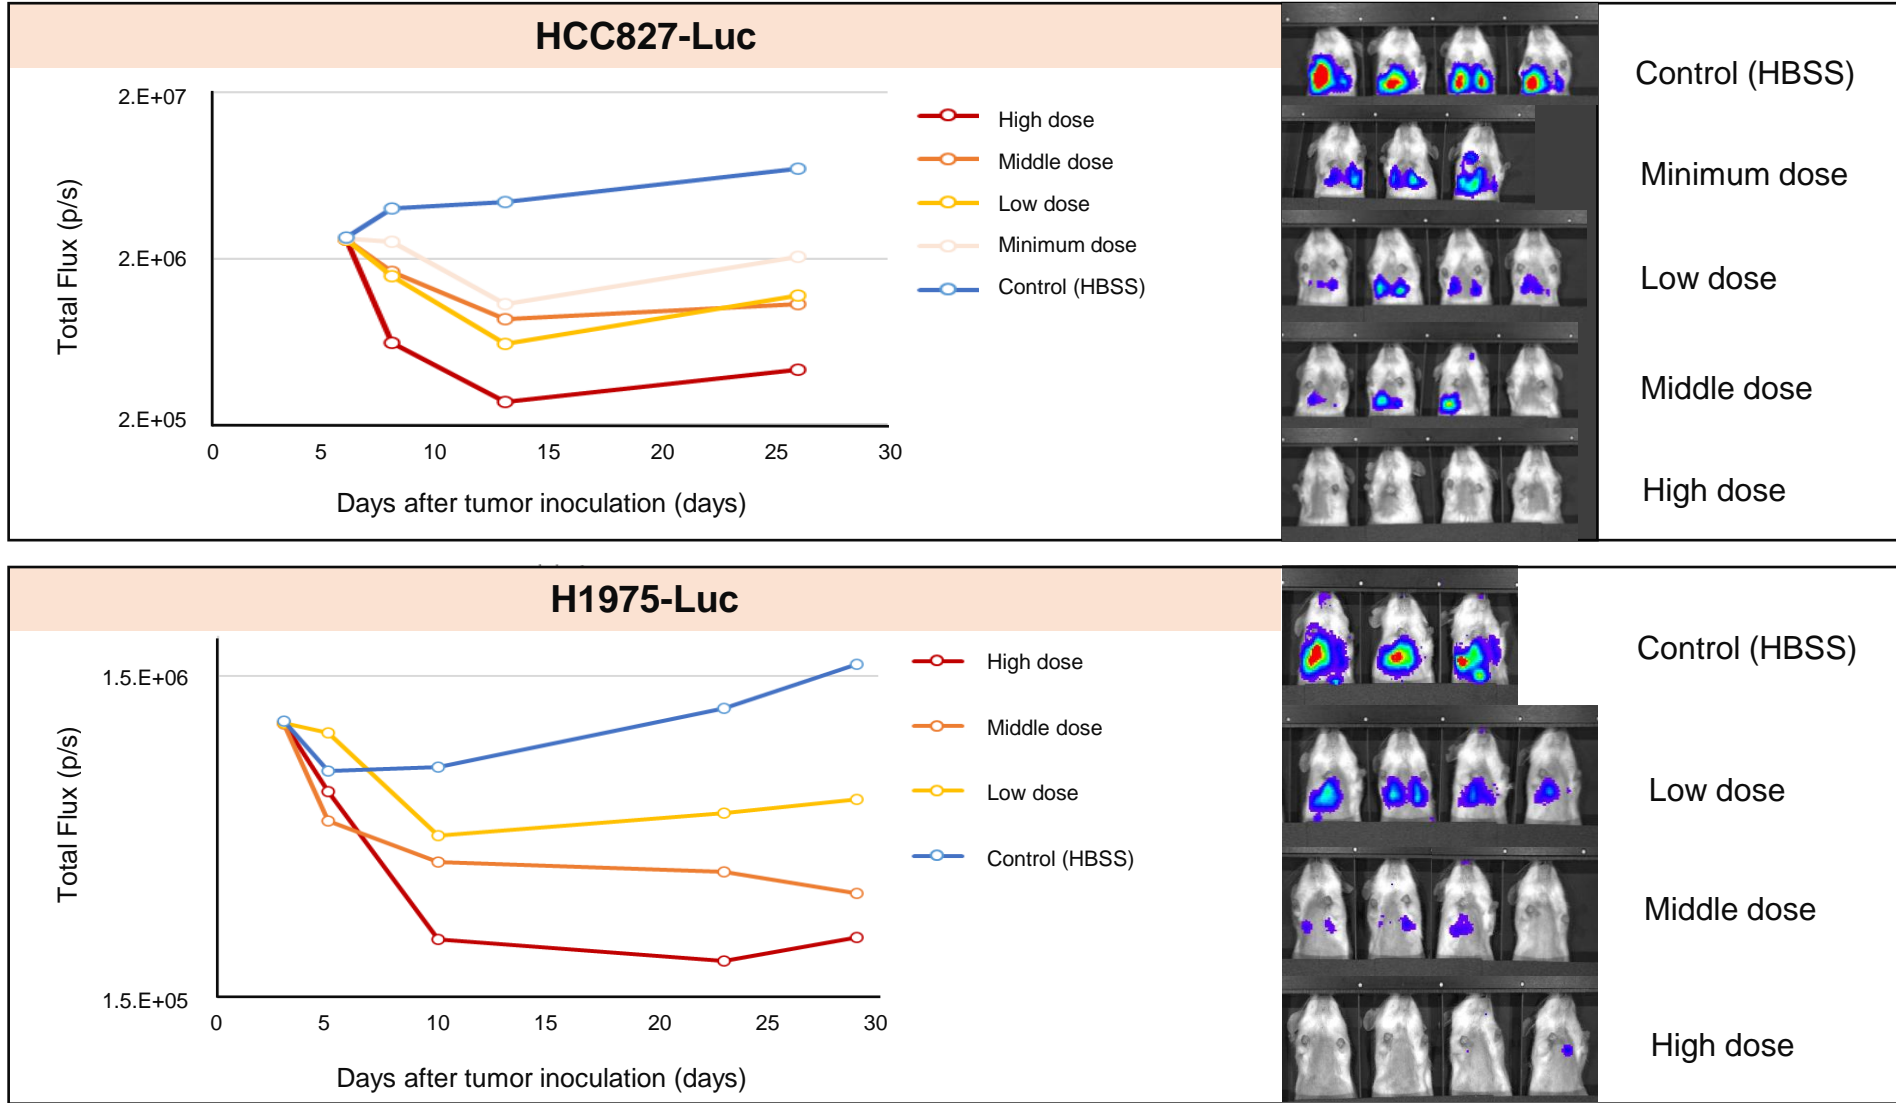 HCC827-Luc
Total Flux (p/s)
2.E+07
2.E+06
2.E+05
0 5 10 15 20 25 30
Days after tumor inoculation (days)
High dose
Middle dose
Low dose
Minimum dose
Control (HBSS)
Control (HBSS)
Minimum dose
Low dose
Middle dose
High dose
H1975-Luc
Total Flux (p/s)
1.5.E+06
1.5.E+05
0 5 10 15 20 25 30
Days after tumor inoculation (days)
High dose
Middle dose
Low dose
Control (HBSS)
Control (HBSS)
Low dose
Middle dose
High dose